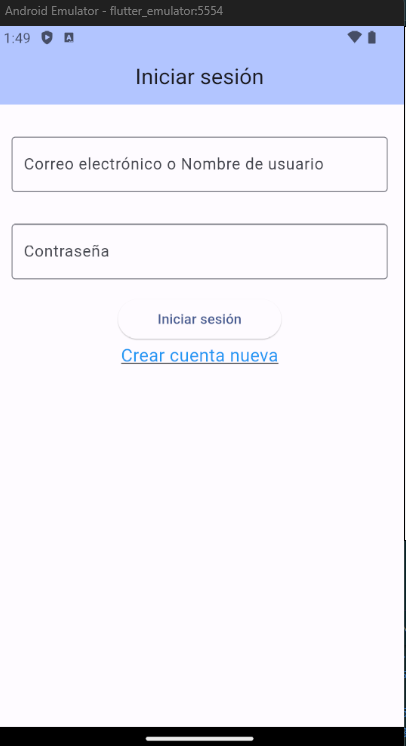 Android Emulator - flutter_emulator:5554
1:49 A
Iniciar sesión
Correo electrónico o Nombre de usuario
Contraseña
Iniciar sesión
Crear cuenta nueva